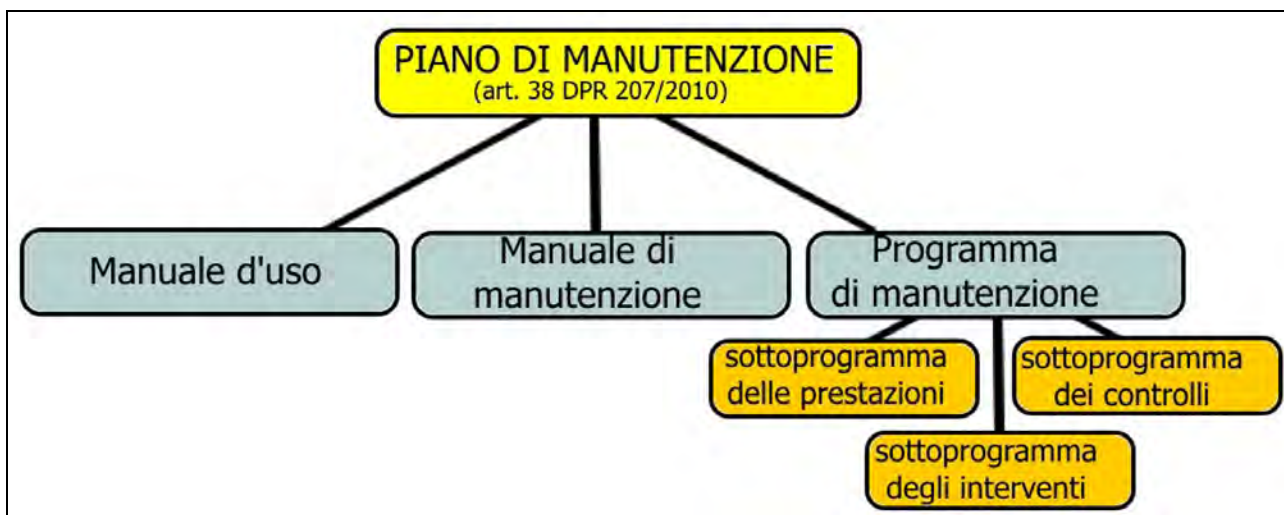 PIANO DI MANUTENZIONE
(art. 38 DPR 207/2010)
Manuale d'uso
Manuale di
manutenzione
Programma
di manutenzione
sottoprogramma
delle prestazioni
sottoprogramma
dei controlli
sottoprogramma
degli interventi